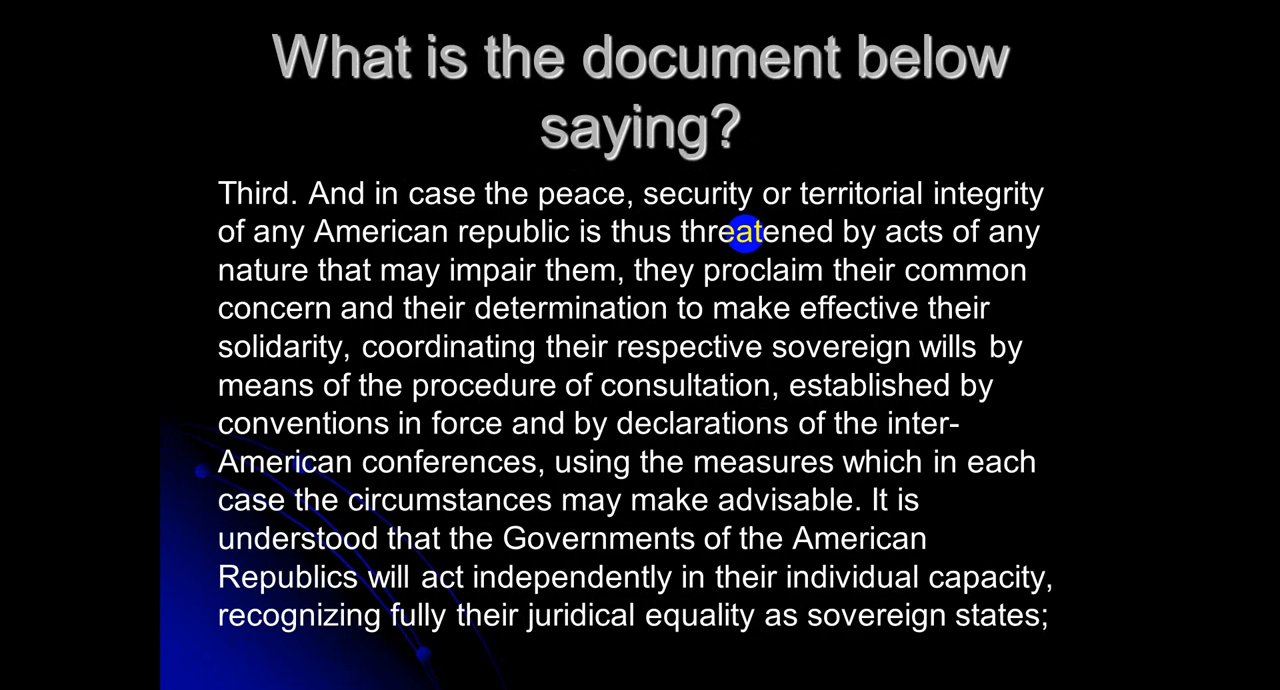 What is the document below
saying?
Third. And in case the peace, security or territorial integrity
of any American republic is thus threatened by acts of any
nature that may impair them, they proclaim their common
concern and their determination to make effective their
solidarity, coordinating their respective sovereign wills by
means of the procedure of consultation, established by
conventions in force and by declarations of the inter-
American conferences, using the measures which in each
case the circumstances may make advisable. It is
understood that the Governments of the American
Republics will act independently in their individual capacity,
recognizing fully their juridical equality as sovereign states;